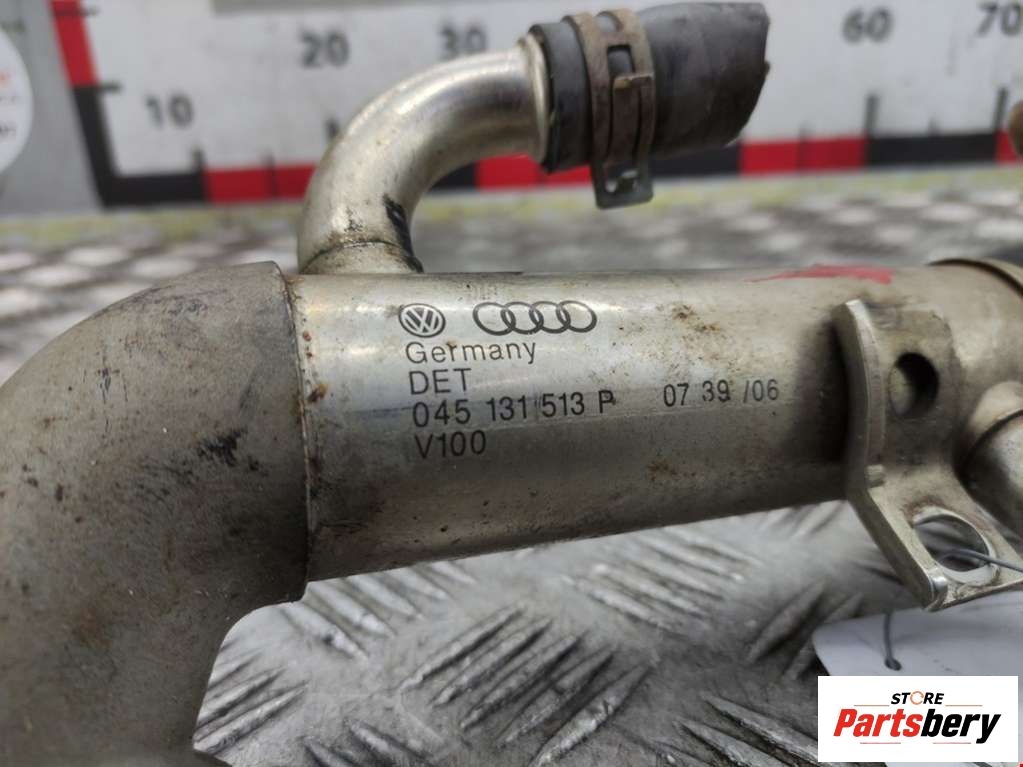 10 20 30 60 70
Germany
DET
045 131 513 P 07 39 /06
V100
STORE
Partsbery